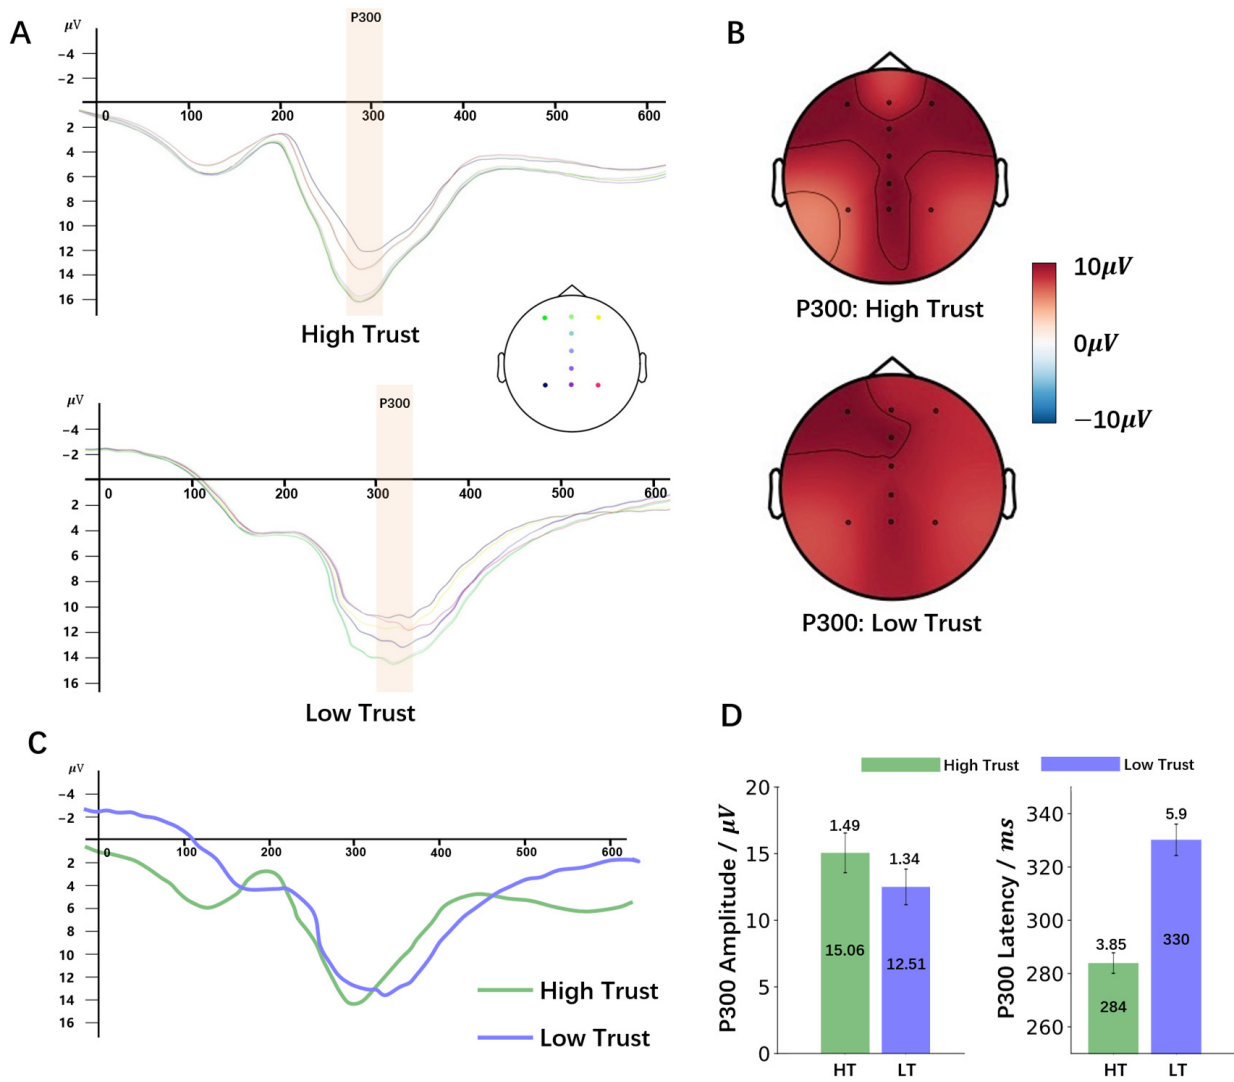 A
μV
P300
-4
-2
0 100 200 300 400 500 600
2
4
6
8
10
12
14
16
High Trust
μV
P300
-4
-2
0 100 200 300 400 500 600
2
4
6
8
10
12
14
16
Low Trust
B
P300: High Trust
10μV
0μV
−10μV
P300: Low Trust
C
μV
-4
-2
0 100 200 300 400 500 600
2
4
6
8
10
12
14
16
High Trust
Low Trust
D
High Trust Low Trust
P300 Amplitude / μV
20
15
10
5
0
1.49
1.34
15.06
12.51
HT LT
P300 Latency / ms
340
320
300
280
260
5.9
3.85
330
284
HT LT